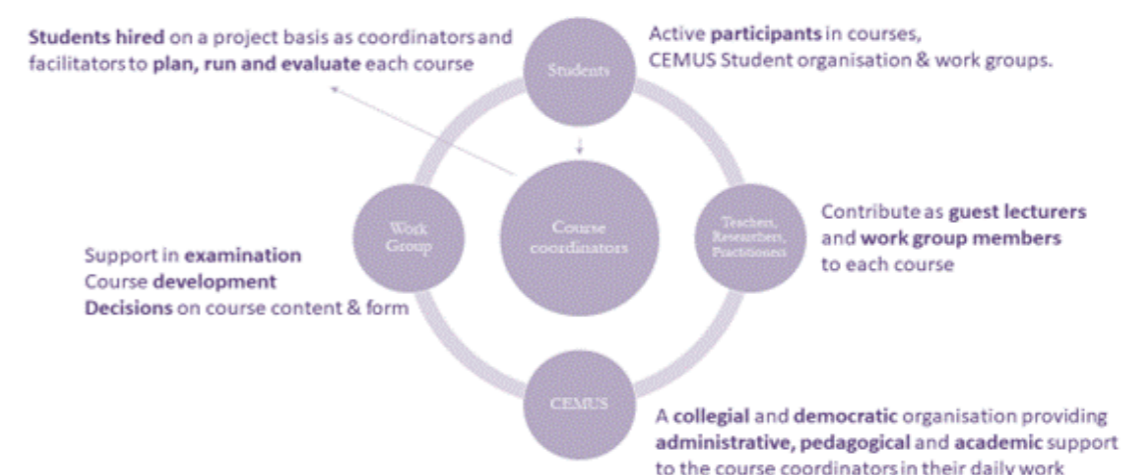 Students hired on a project basis as coordinators and
facilitators to plan, run and evaluate each course
Students
Active participants in courses,
CEMUS Student organisation & work groups.
Work
Group
Course
coordinators
Teachers,
Researchers,
Practitioners
Contribute as guest lecturers
and work group members
to each course
Support in examination
Course development
Decisions on course content & form
CEMUS
A collegial and democratic organisation providing
administrative, pedagogical and academic support
to the course coordinators in their daily work